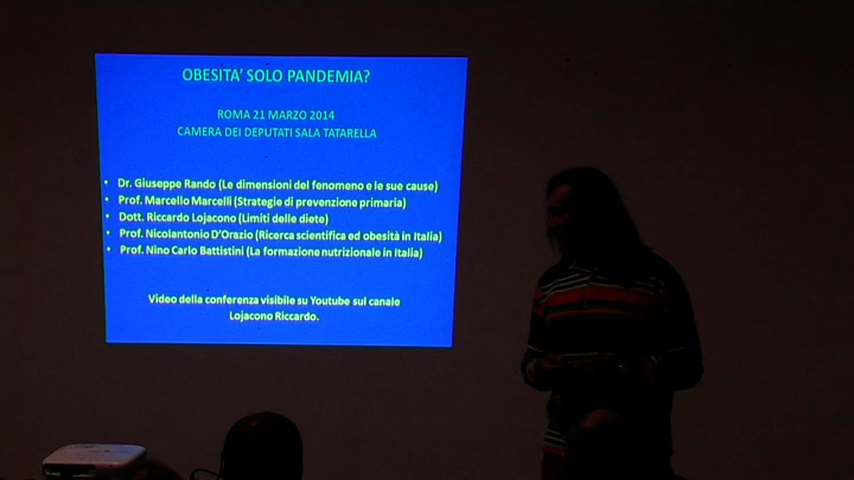 OBESITA' SOLO PANDEMIA?
ROMA 21 MARZO 2014
CAMERA DEI DEPUTATI SALA TATARELLA
• Dr. Giuseppe Rando (Le dimensioni del fenomeno e le sue cause)
• Prof. Marcello Marcelli (Strategie di prevenzione primaria)
• Dott. Riccardo Lojacono (Limiti delle diete)
• Prof. Nicolantonio D'Orazio (Ricerca scientifica ed obesità in Italia)
• Prof. Nino Carlo Battistini (La formazione nutrizionale in Italia)
Video della conferenza visibile su Youtube sul canale
Lojacono Riccardo.